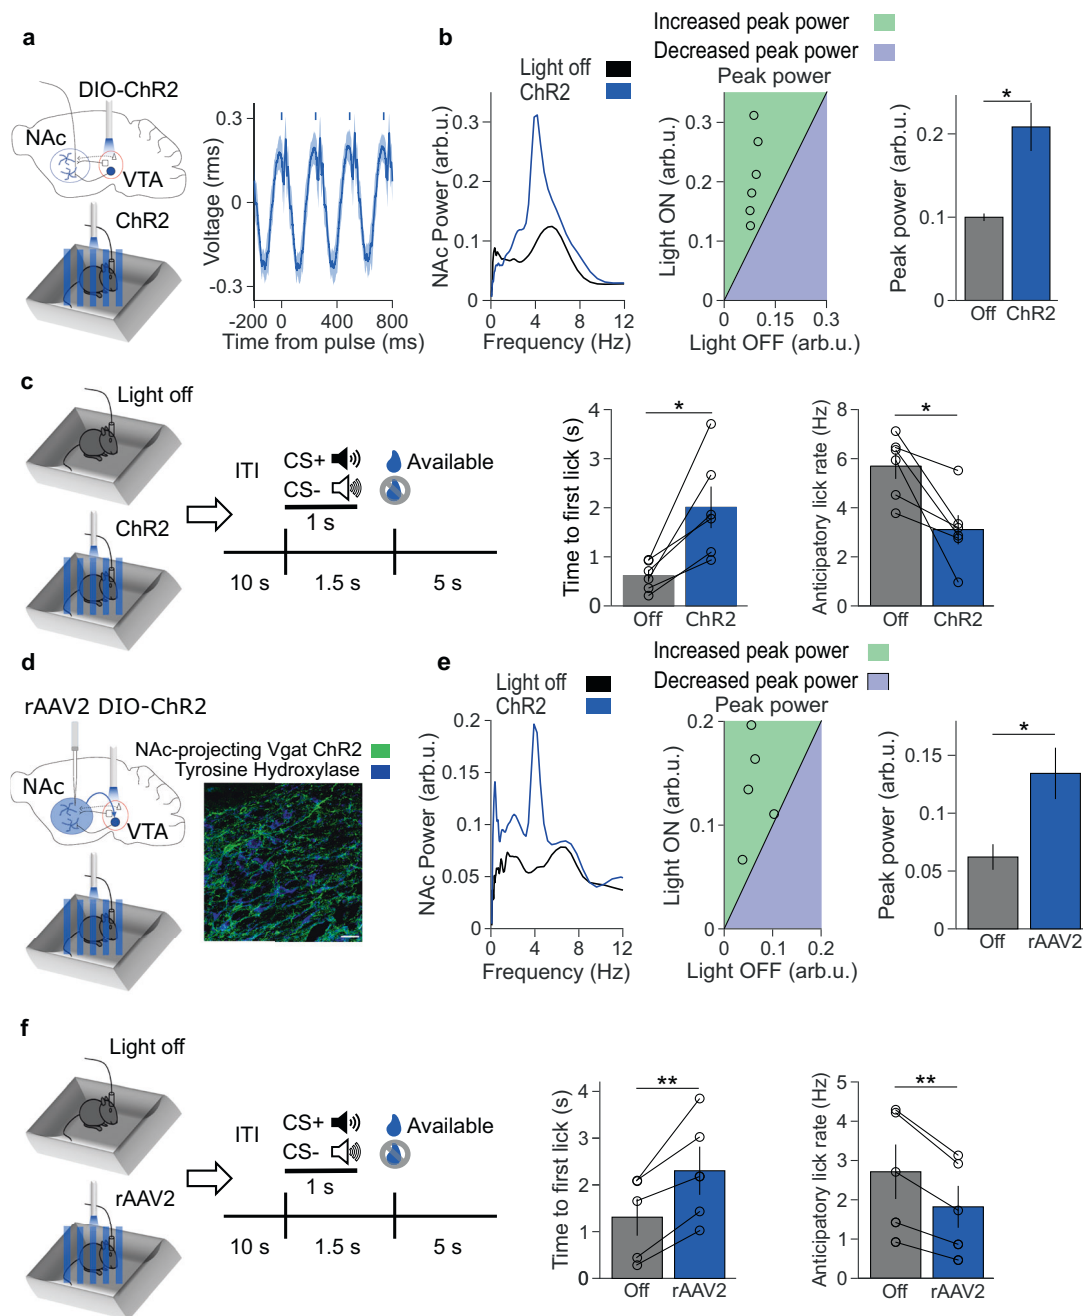 a
DIO-ChR2
NAc
VTA
ChR2
Voltage (ms)
0.3
0
-0.3
-200 0 400 800
Time from pulse (ms)
b
Light off
ChR2
NAc Power (arb.u.)
0.3
0.2
0.1
0
0 4 8 12
Frequency (Hz)
Increased peak power
Decreased peak power
Peak power
Light ON (arb.u.)
0.3
0.2
0.1
0
0 0.1 0.3
Light OFF (arb.u.)
*
Peak power (arb.u.)
0.2
0.1
0
Off ChR2
c
Light off
ChR2
ITI
CS+
CS-
Available
1 s
10 s 1.5 s 5 s
*
Time to first lick (s)
4
3
2
1
0
Off ChR2
*
Anticipatory lick rate (Hz)
8
6
4
2
0
Off ChR2
d
rAAV2 DIO-ChR2
NAc
VTA
NAc-projecting Vgat ChR2
Tyrosine Hydroxylase
e
Light off
ChR2
NAc Power (arb.u.)
0.2
0.15
0.1
0.05
0
0 4 8 12
Frequency (Hz)
Increased peak power
Decreased peak power
Peak power
Light ON (arb.u.)
0.2
0.1
0
0 0.1 0.2
Light OFF (arb.u.)
*
Peak power (arb.u.)
0.15
0.1
0.05
0
Off rAAV2
f
Light off
rAAV2
ITI
CS+
CS-
Available
1 s
10 s 1.5 s 5 s
**
Time to first lick (s)
4
3
2
1
0
Off rAAV2
**
Anticipatory lick rate (Hz)
5
4
3
2
1
0
Off rAAV2